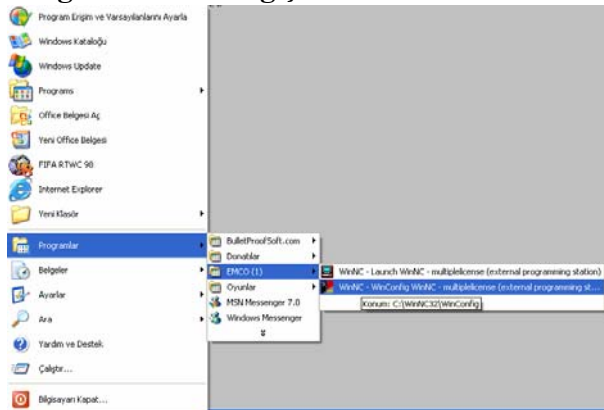 Program Erişim ve Varsayılanlarını Ayarla
Windows Kataloğu
Windows Update
Programs
Office Belgesi Aç
Yeni Office Belgesi
FIFA RTWC 98
Internet Explorer
Yeni Klasör
Programlar
Belgeler
Ayarlar
Ara
Yardım ve Destek
Çalıştır...
Bilgisayarı Kapat...
BulletProofSoft.com
Donatılar
EMCO (1)
Oyunlar
MSN Messenger 7.0
Windows Messenger
WinNC - Launch WinNC - multiplelicense (external programming station)
WinNC - WinConfig WinNC - multiplelicense (external programming st...
Konum: C:\WinNC32\WinConfig